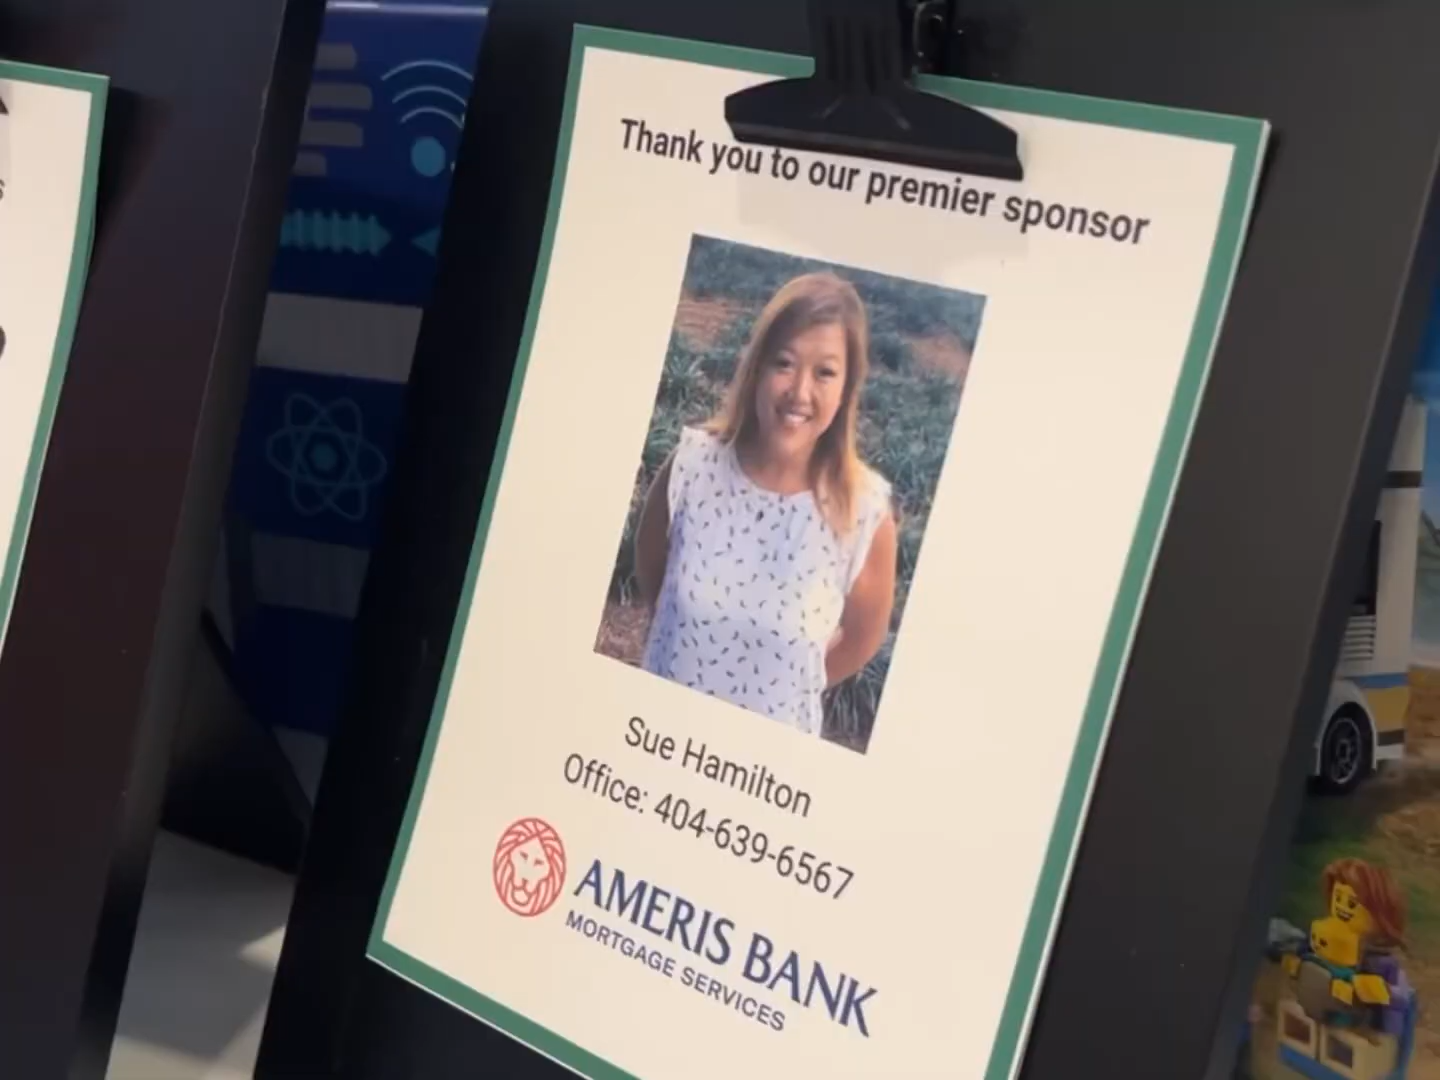 Thank you to our premier sponsor
Sue Hamilton
Office: 404-639-6567
AMERIS BANK
MORTGAGE SERVICES